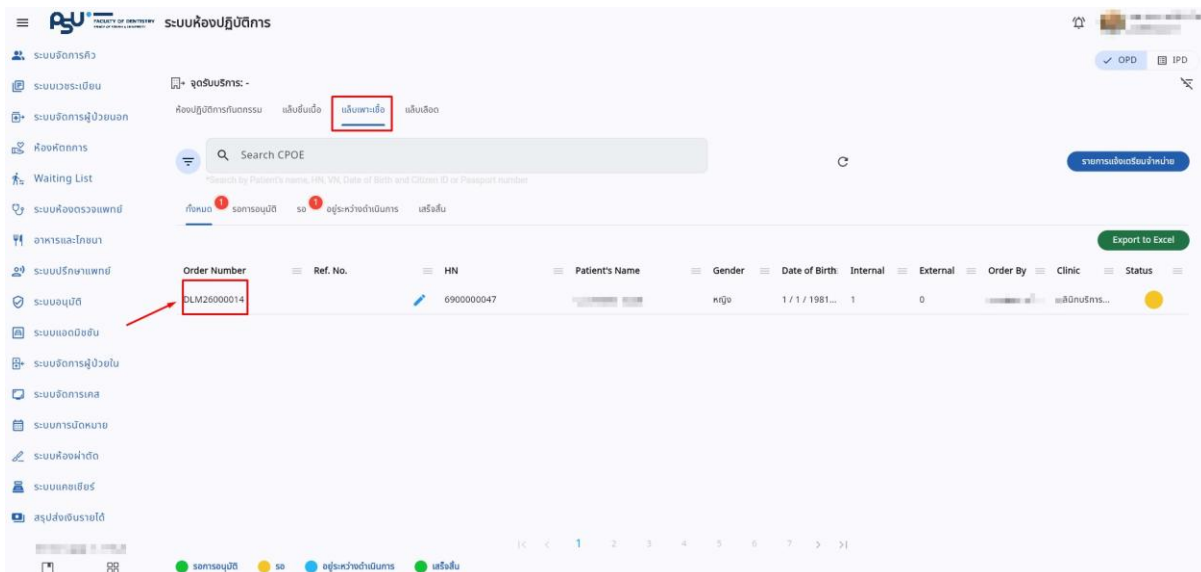 PSU FACULTY OF DENTISTRY ระบบห้องปฏิบัติการ
ระบบจัดการคิว
ระบบเวชระเบียน
ระบบจัดการผู้ป่วยนอก
ห้องหัตถการ
Waiting List
ระบบห้องตรวจแพทย์
อาหารและโภชนา
ระบบปรึกษาแพทย์
ระบบอนุมัติ
ระบบแอดมิชชัน
ระบบจัดการผู้ป่วยใน
ระบบจัดการเคส
ระบบการนัดหมาย
ระบบห้องผ่าตัด
ระบบแคชเชียร์
สรุปส่งเงินรายได้
OPD IPD
จุดรับบริการ: -
ห้องปฏิบัติการทันตกรรม แล็บชิ้นเนื้อ แล็บเพาะเชื้อ แล็บเลือด
Search CPOE
รายการแจ้งเตรียมจำหน่าย
*Search by Patient's name, HN, VN, Date of Birth and Citizen ID or Passport number
ทั้งหมด 1 รอการอนุมัติ รอ 1 อยู่ระหว่างดำเนินการ เสร็จสิ้น
Export to Excel
Order Number Ref. No. HN Patient's Name Gender Date of Birth Internal External Order By Clinic Status
DLM26000014 6900000047 หญิง 1 / 1 / 1981... 1 0 คลินิกบริการ...
1 2 3 4 5 6 7
รอการอนุมัติ รอ อยู่ระหว่างดำเนินการ เสร็จสิ้น